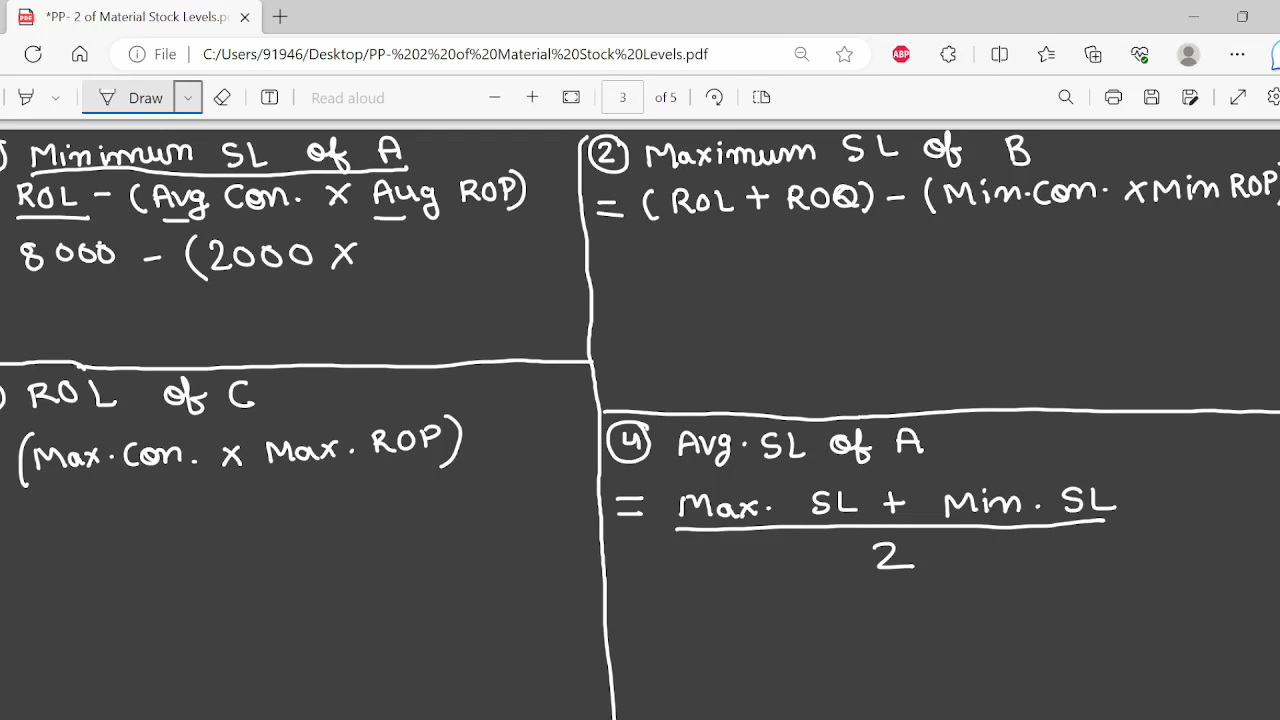 *PP- 2 of Material Stock Levels.p
File C:/Users/91946/Desktop/PP-%202%20of%20Material%20Stock%20Levels.pdf
ABP
Draw Read aloud 3 of 5
) Minimum SL of A
ROL - (Avg Con. x Aug ROP)
8000 - (2000 x
② Maximum SL of B
= (ROL + ROQ) - (Min.Con. x Min ROP)
) ROL of C
(Max.Con. x Max. ROP)
④ Avg. SL of A
= Max. SL + Min. SL
2